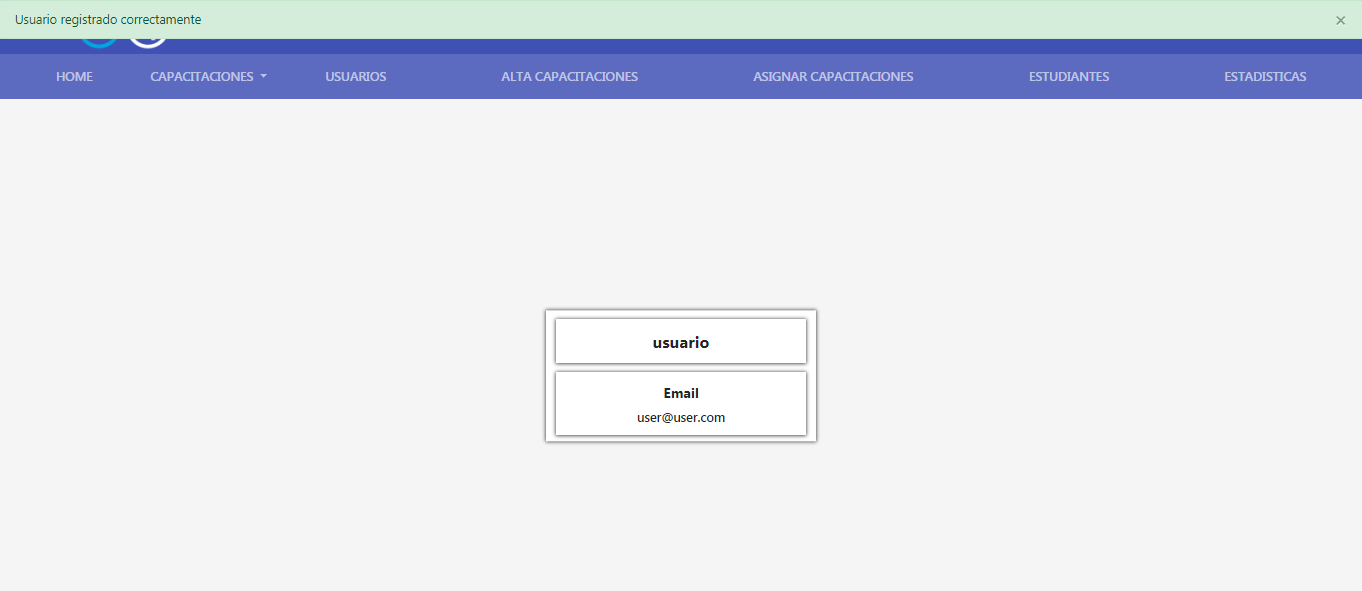 Usuario registrado correctamente ×
HOME CAPACITACIONES USUARIOS ALTA CAPACITACIONES ASIGNAR CAPACITACIONES ESTUDIANTES ESTADISTICAS
usuario
Email
user@user.com